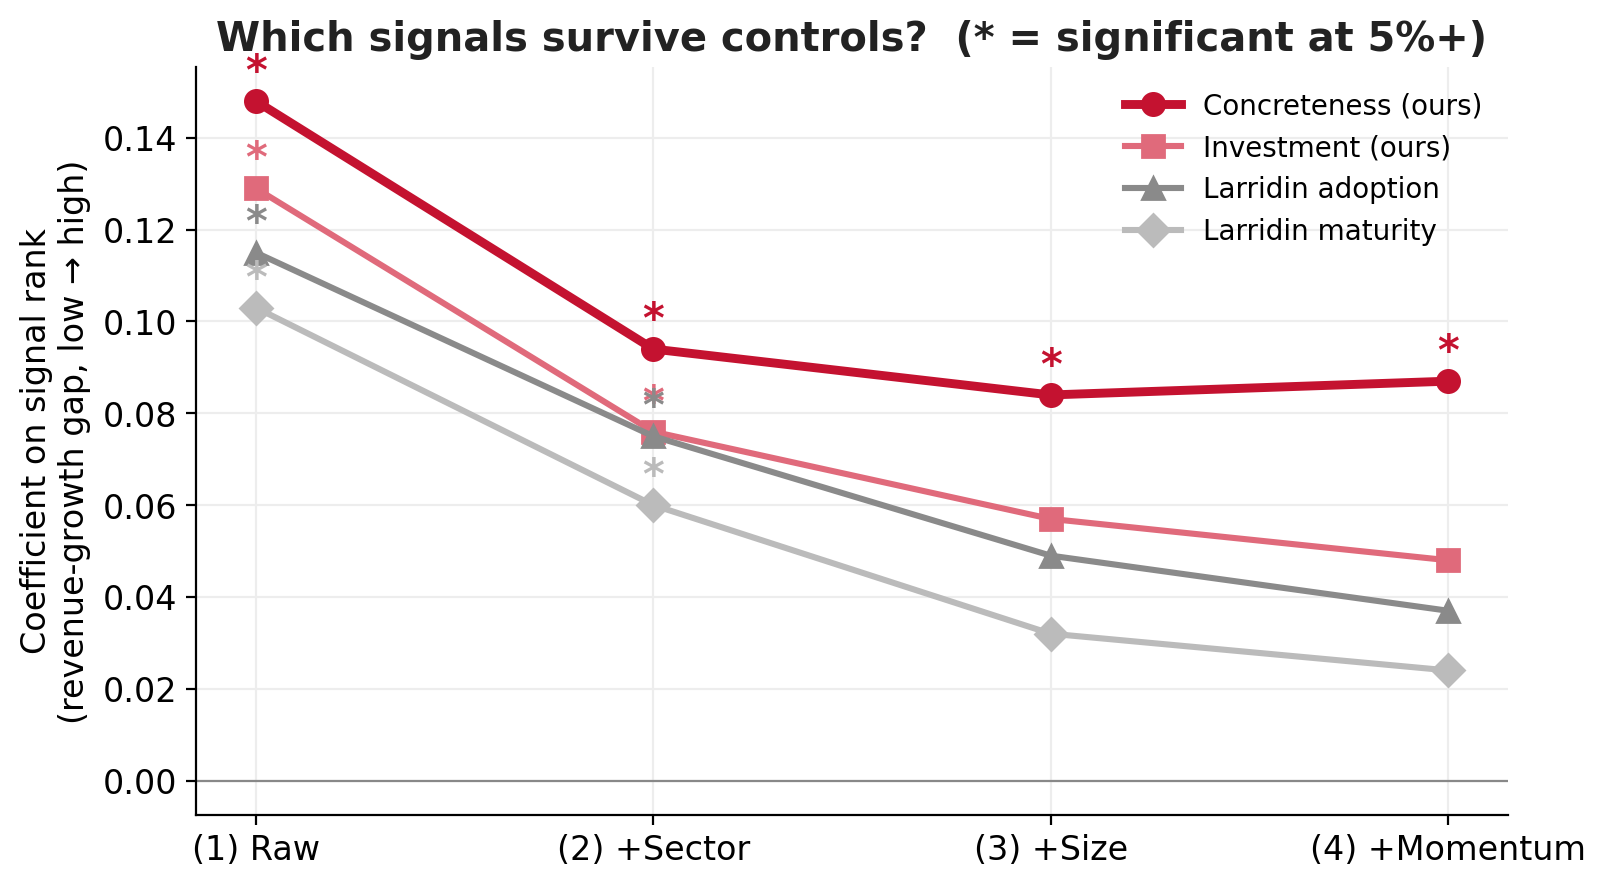 Which signals survive controls?  (* = significant at 5%+)
*
*
*
*
*
*
*
*
*
*
Concreteness (ours)
Investment (ours)
Larridin adoption
Larridin maturity
Coefficient on signal rank
(revenue-growth gap, low → high)
0.14
0.12
0.10
0.08
0.06
0.04
0.02
0.00
(1) Raw
(2) +Sector
(3) +Size
(4) +Momentum